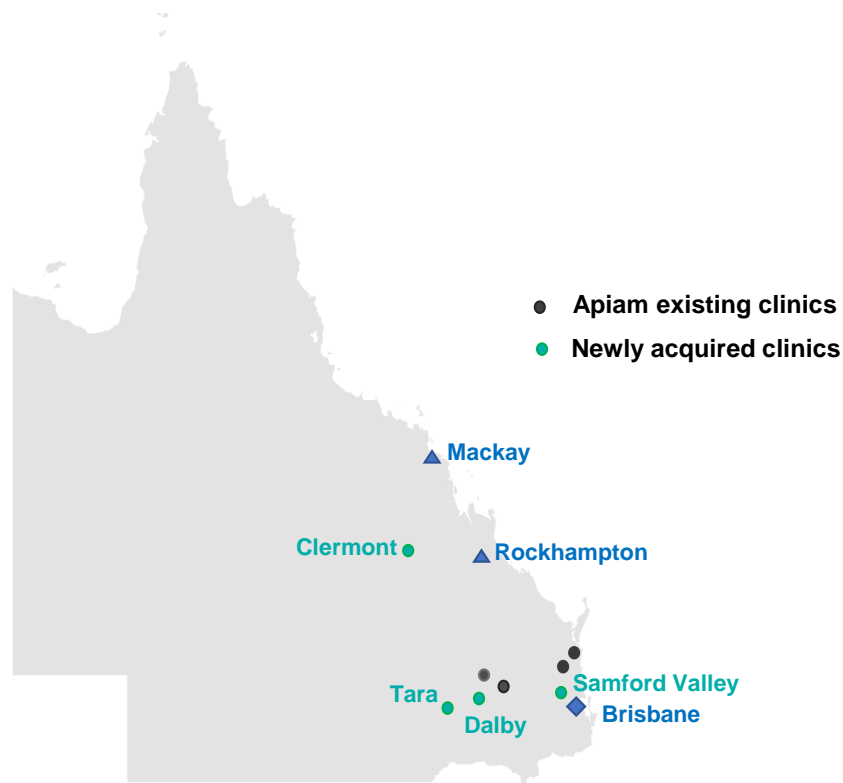 Apiam existing clinics
Newly acquired clinics
Mackay
Clermont
Rockhampton
Samford Valley
Tara
Brisbane
Dalby